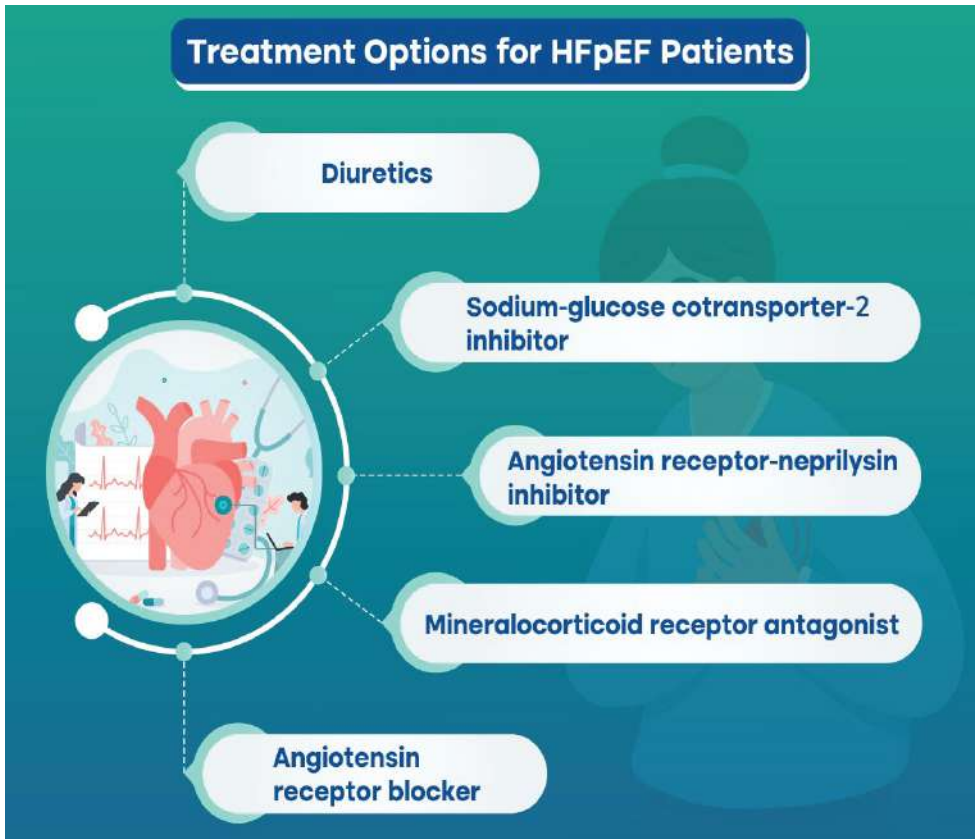 Treatment Options for HFpEF Patients
Diuretics
Sodium-glucose cotransporter-2
inhibitor
Angiotensin receptor-neprilysin
inhibitor
Mineralocorticoid receptor antagonist
Angiotensin
receptor blocker